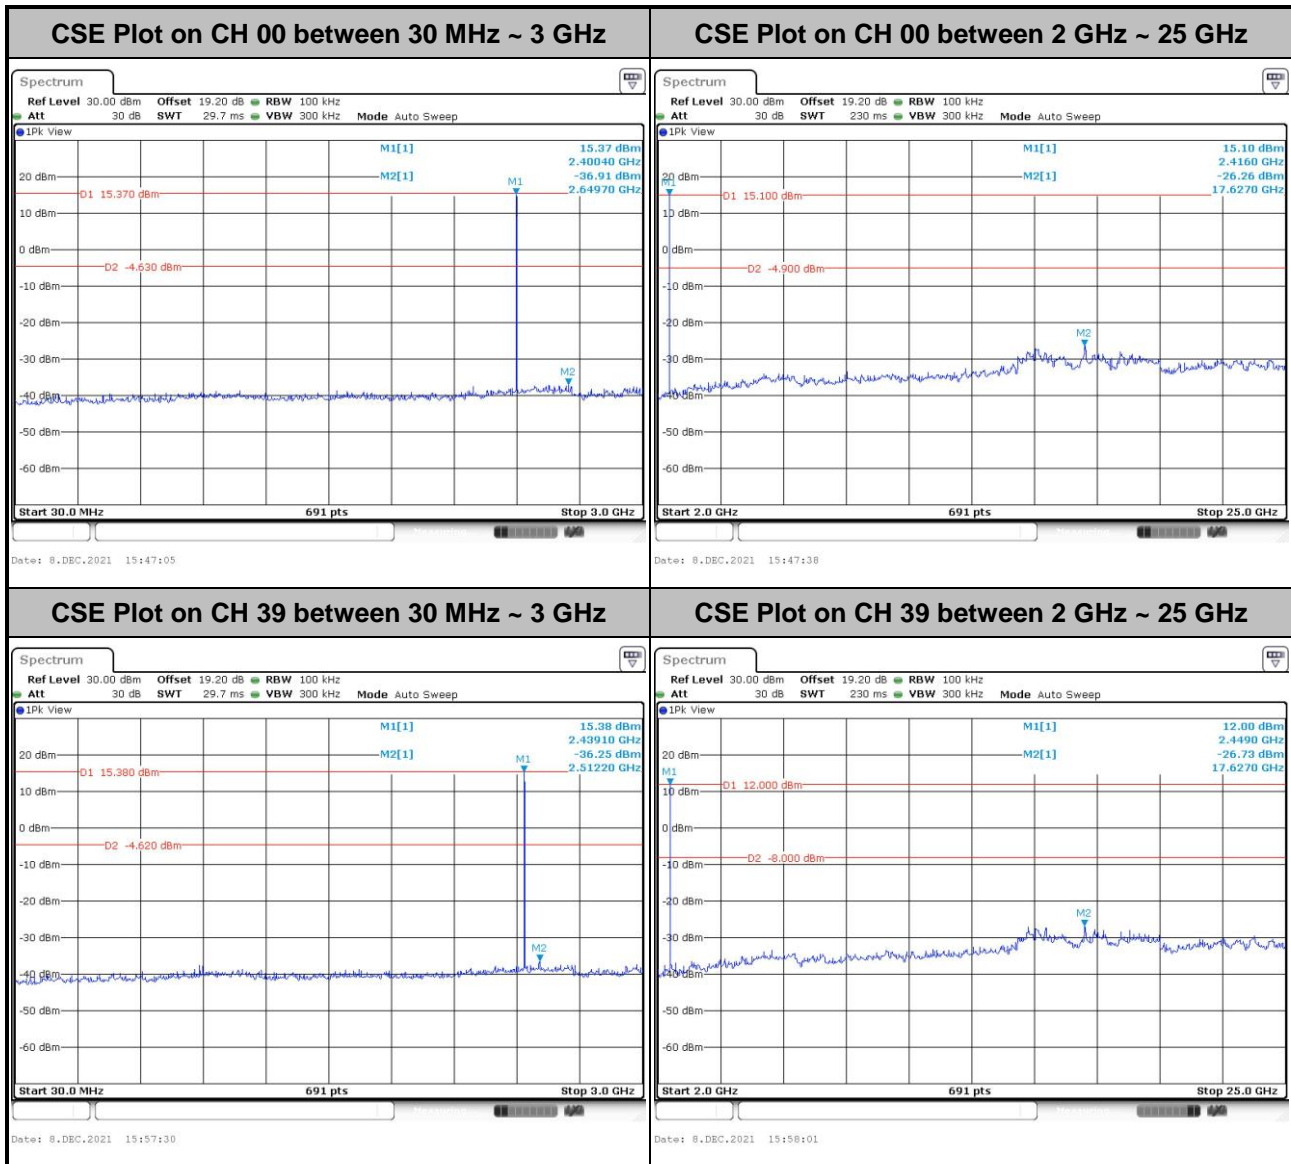 CSE Plot on CH 00 between 30 MHz ~ 3 GHz
Spectrum
Ref Level 30.00 dBm Offset 19.20 dB RBW 100 kHz
Att 30 dB SWT 29.7 ms VBW 300 kHz Mode Auto Sweep
1Pk View
M1[1] 15.37 dBm
2.40040 GHz
M2[1] -36.91 dBm
2.64970 GHz
20 dBm
M1
D1 15.370 dBm
10 dBm
0 dBm
D2 -4.630 dBm
-10 dBm
-20 dBm
-30 dBm
M2
-40 dBm
-50 dBm
-60 dBm
Start 30.0 MHz 691 pts Stop 3.0 GHz
Date: 8.DEC.2021 15:47:05
CSE Plot on CH 00 between 2 GHz ~ 25 GHz
Spectrum
Ref Level 30.00 dBm Offset 19.20 dB RBW 100 kHz
Att 30 dB SWT 230 ms VBW 300 kHz Mode Auto Sweep
1Pk View
M1[1] 15.10 dBm
2.4160 GHz
M2[1] -26.26 dBm
17.6270 GHz
20 dBm
M1
D1 15.100 dBm
10 dBm
0 dBm
D2 -4.900 dBm
-10 dBm
-20 dBm
M2
-30 dBm
-40 dBm
-50 dBm
-60 dBm
Start 2.0 GHz 691 pts Stop 25.0 GHz
Date: 8.DEC.2021 15:47:38
CSE Plot on CH 39 between 30 MHz ~ 3 GHz
Spectrum
Ref Level 30.00 dBm Offset 19.20 dB RBW 100 kHz
Att 30 dB SWT 29.7 ms VBW 300 kHz Mode Auto Sweep
1Pk View
M1[1] 15.38 dBm
2.43910 GHz
M2[1] -36.25 dBm
2.51220 GHz
20 dBm
M1
D1 15.380 dBm
10 dBm
0 dBm
D2 -4.620 dBm
-10 dBm
-20 dBm
-30 dBm
M2
-40 dBm
-50 dBm
-60 dBm
Start 30.0 MHz 691 pts Stop 3.0 GHz
Date: 8.DEC.2021 15:57:30
CSE Plot on CH 39 between 2 GHz ~ 25 GHz
Spectrum
Ref Level 30.00 dBm Offset 19.20 dB RBW 100 kHz
Att 30 dB SWT 230 ms VBW 300 kHz Mode Auto Sweep
1Pk View
M1[1] 12.00 dBm
2.4490 GHz
M2[1] -26.73 dBm
17.6270 GHz
20 dBm
M1
D1 12.000 dBm
10 dBm
0 dBm
D2 -8.000 dBm
-10 dBm
-20 dBm
M2
-30 dBm
-40 dBm
-50 dBm
-60 dBm
Start 2.0 GHz 691 pts Stop 25.0 GHz
Date: 8.DEC.2021 15:58:01